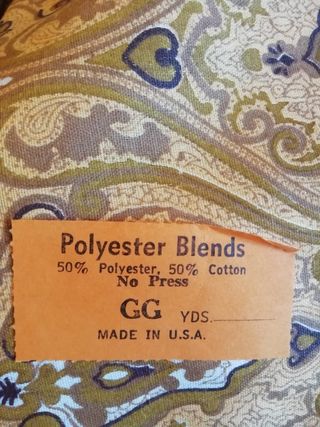 Polyester Blends
50% Polyester, 50% Cotton
No Press
GG YDS.
MADE IN U.S.A.